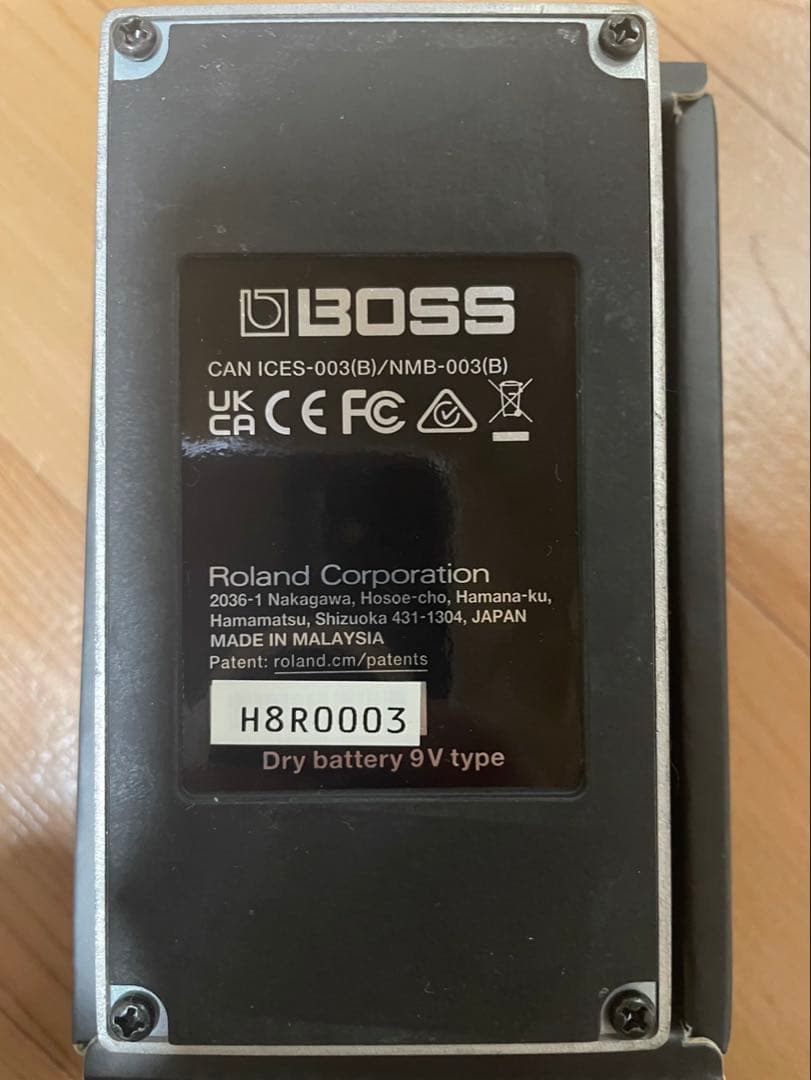 BOSS
CAN ICES-003(B)/NMB-003(B)
UK CA CE FC
Roland Corporation
2036-1 Nakagawa, Hosoe-cho, Hamana-ku,
Hamamatsu, Shizuoka 431-1304, JAPAN
MADE IN MALAYSIA
Patent: roland.cm/patents
H8R0003
Dry battery 9V type